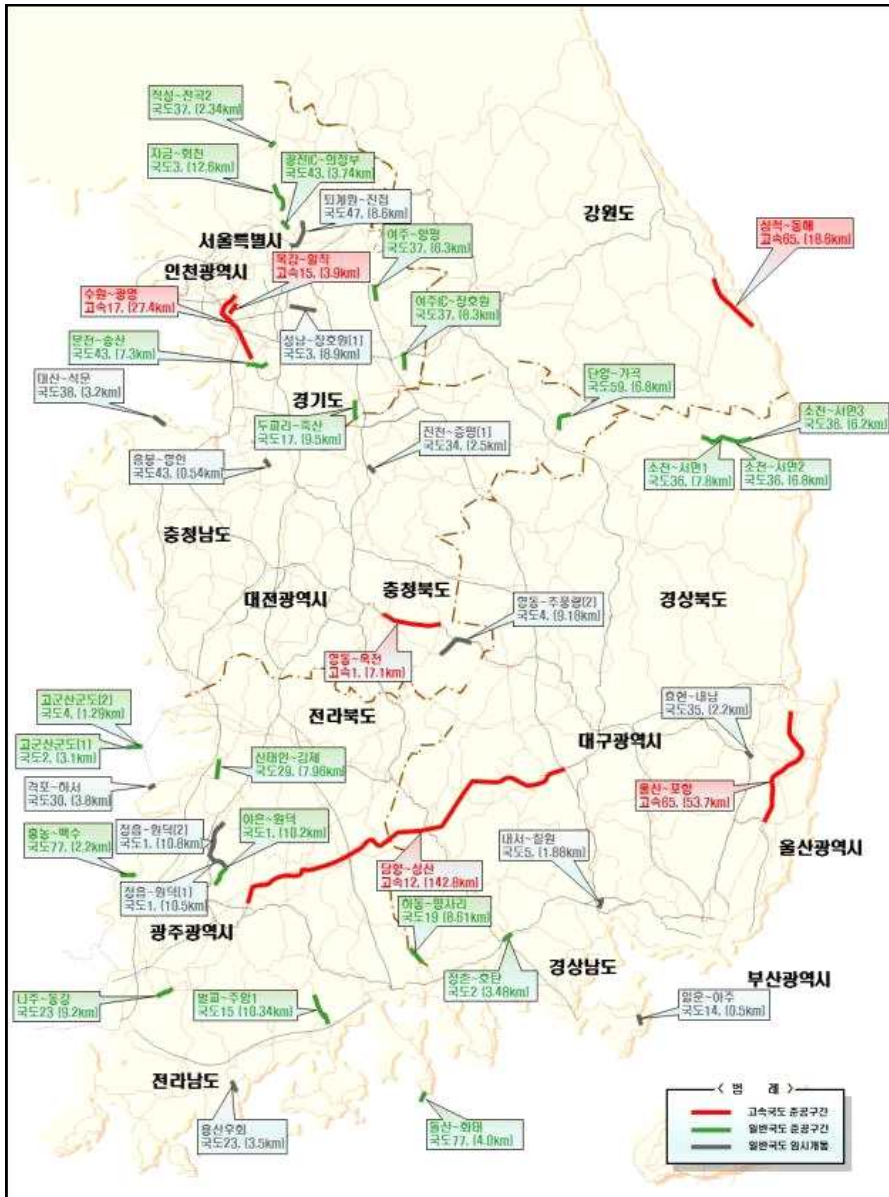 적성~전곡2
국도37. (2.34km)
자금~회천
국도3. (12.6km)
광전IC~의정부
국도43. (3.74km)
퇴계원~진접
국도47. (8.6km)
강원도
삼척~동해
고속65. (18.6km)
서울특별시
여주~양평
국도37. (6.3km)
인천광역시
목감~일직
고속15. (3.9km)
수원~광명
고속17. (27.4km)
여주IC~장호원
국도37. (8.3km)
성남~장호원(1)
국도3. (8.9km)
분천~송산
국도43. (7.3km)
대산~석문
국도38. (3.2km)
경기도
단양~가곡
국도59. (6.8km)
두교리~죽산
국도17. (9.5km)
진천~증평(1)
국도34. (2.5km)
소천~서면3
국도36. (6.2km)
음봉~영인
국도43. (0.54km)
소천~서면1
국도36. (7.8km)
소천~서면2
국도36. (6.8km)
충청남도
충청북도
대전광역시
영동~추풍령(2)
국도4. (9.18km)
경상북도
영동~옥천
고속1. (7.1km)
고군산군도(2)
국도4. (1.29km)
전라북도
효현~내남
국도35. (2.2km)
고군산군도(1)
국도2. (3.1km)
대구광역시
신태인~김제
국도29. (7.96km)
격포~하서
국도30. (3.8km)
울산~포항
고속65. (53.7km)
정읍~원덕(2)
국도1. (10.8km)
야은~원덕
국도1. (10.2km)
홍농~백수
국도77. (2.2km)
내서~칠원
국도5. (1.88km)
울산광역시
담양~성산
고속12. (142.8km)
정읍~원덕(1)
국도1. (10.5km)
하동~평사리
국도19 (8.61km)
광주광역시
경상남도
정촌~호탄
국도2 (3.48km)
부산광역시
나주~동강
국도23 (9.2km)
벌교~주암1
국도15 (10.34km)
일운~아주
국도14. (0.5km)
전라남도
용산우회
국도23. (3.5km)
돌산~화태
국도77. (4.0km)
< 범 례 >
고속국도 준공구간
일반국도 준공구간
일반국도 임시개통